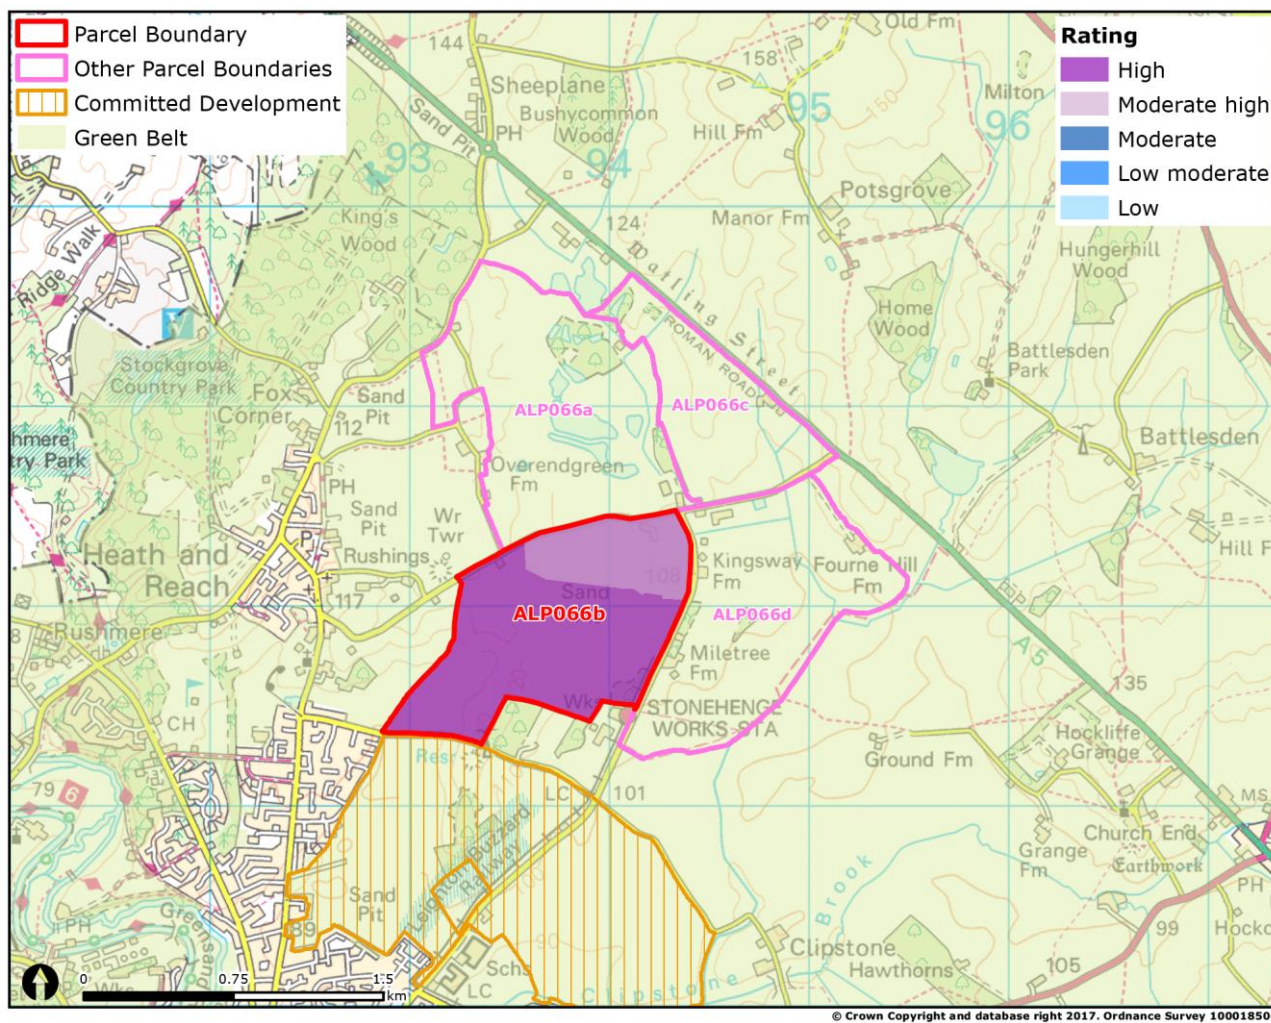 Parcel Boundary
Other Parcel Boundaries
Committed Development
Green Belt
Rating
High
Moderate high
Moderate
Low moderate
Low
144
Sheeplane
PH
Bushycommon
Wood
Sand Pit
93
94
95
96
158
Old Fm
Hill Fm
Milton
Potsgrove
Manor Fm
124
King's
Wood
Ridge Walk
Hungerhill
Wood
Home
Wood
Watling Street
ROMAN ROAD
Battlesden
Park
Battlesden
Stockgrove
Country Park
Fox
Corner
Sand
Pit
112
ALP066a
ALP066c
Overendgreen
Fm
PH
Sand
Pit
Wr
Twr
Rushings
Heath and
Reach
P
117
Rushmere
Kingsway
Fm
Fourne Hill
Fm
108
Sand
ALP066b
ALP066d
Miletree
Fm
Wks
STONEHENGE
WORKS STA
A5
135
Hockliffe
Grange
Ground Fm
CH
79
6
Resr
LC
101
Leighton Buzzard
Railway
Sand
Pit
89
90
Schs
LC
PH
Wks
Brook
Clipstone
Clipstone
Hawthorns
105
99
Grange
Fm
Church End
Earthwork
MS
PH
0
0.75
1.5
km
© Crown Copyright and database right 2017. Ordnance Survey 10001850